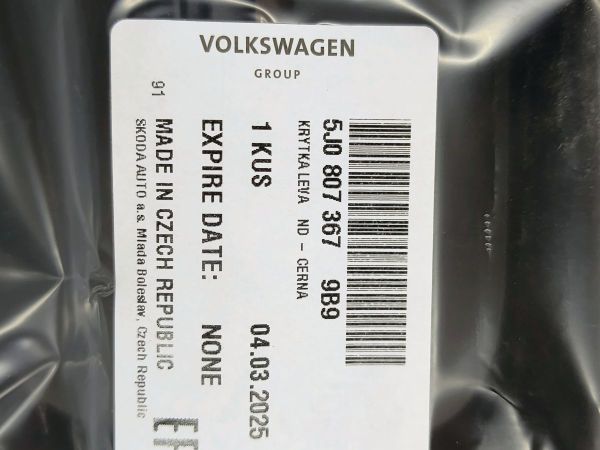 VOLKSWAGEN
GROUP
5J0 807 367 9B9
KRYTKA LEVA ND - CERNA
1 KUS 04.03.2025
EXPIRE DATE: NONE
MADE IN CZECH REPUBLIC
SKODA AUTO a.s. Mlada Boleslav, Czech Republic
91